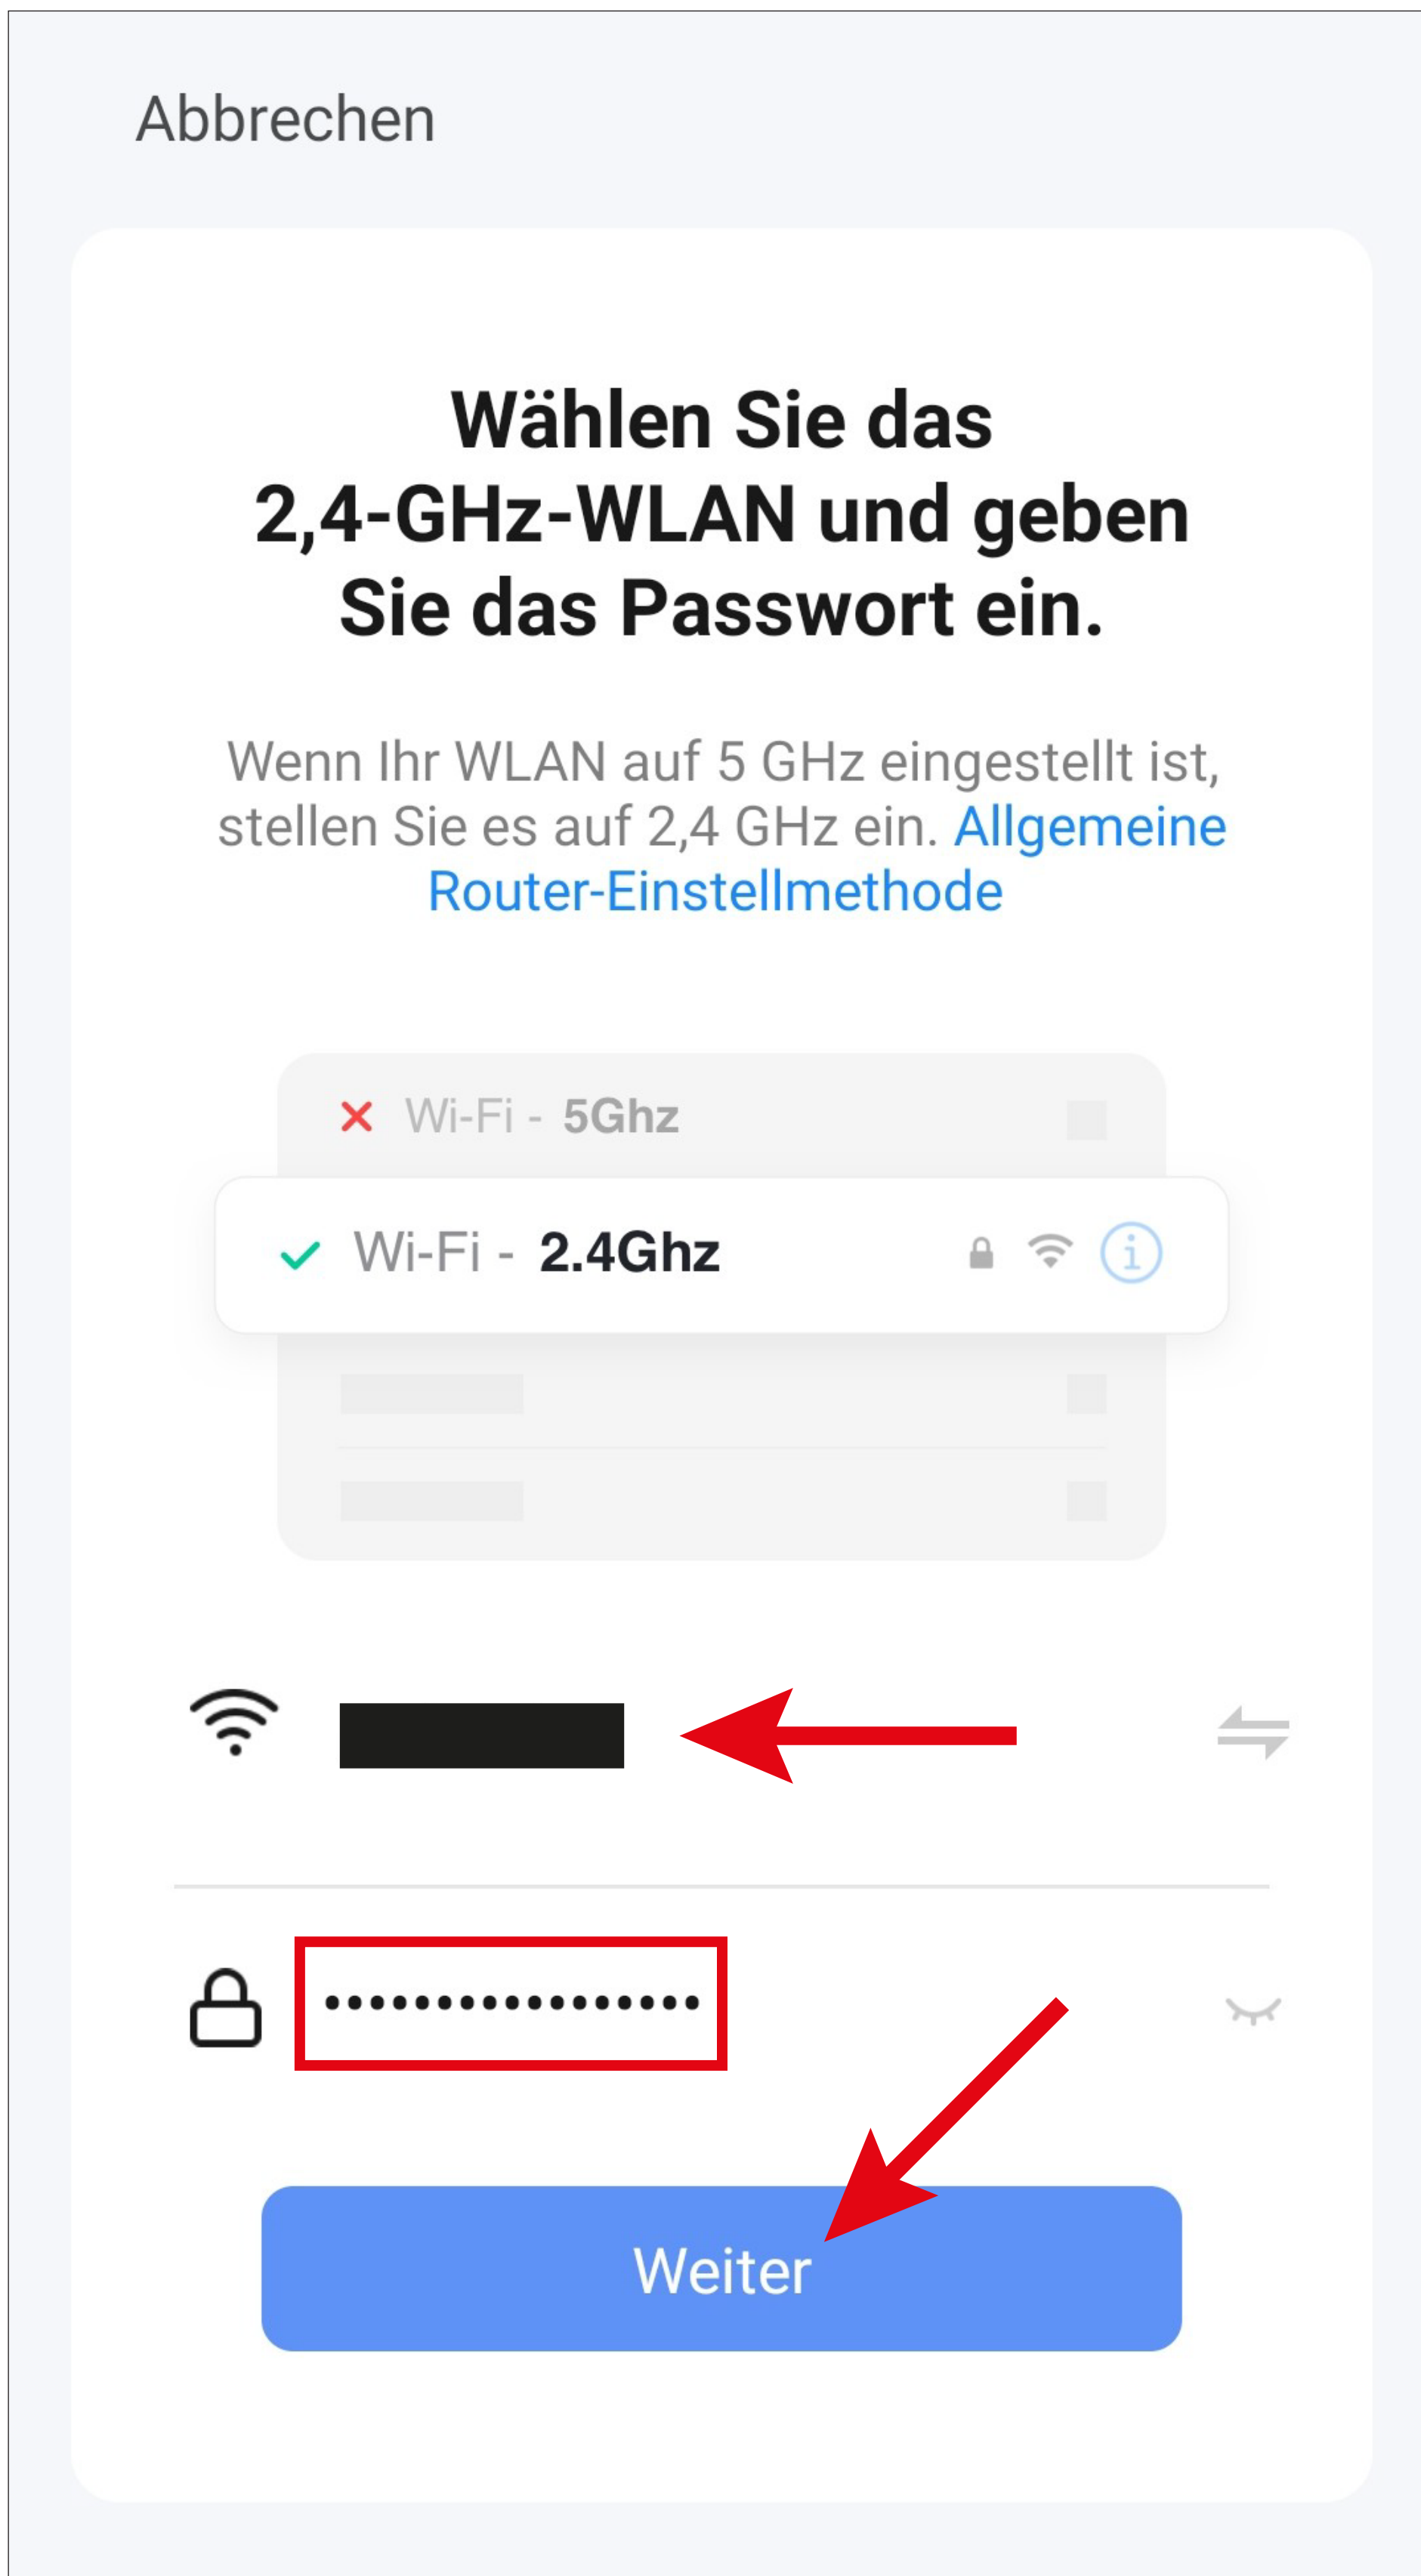 Abbrechen
Wählen Sie das
2,4-GHz-WLAN und geben
Sie das Passwort ein.
Wenn Ihr WLAN auf 5 GHz eingestellt ist,
stellen Sie es auf 2,4 GHz ein. Allgemeine
Router-Einstellmethode
Wi-Fi - 5Ghz
Wi-Fi - 2.4Ghz
•••••••••••••••••
Weiter